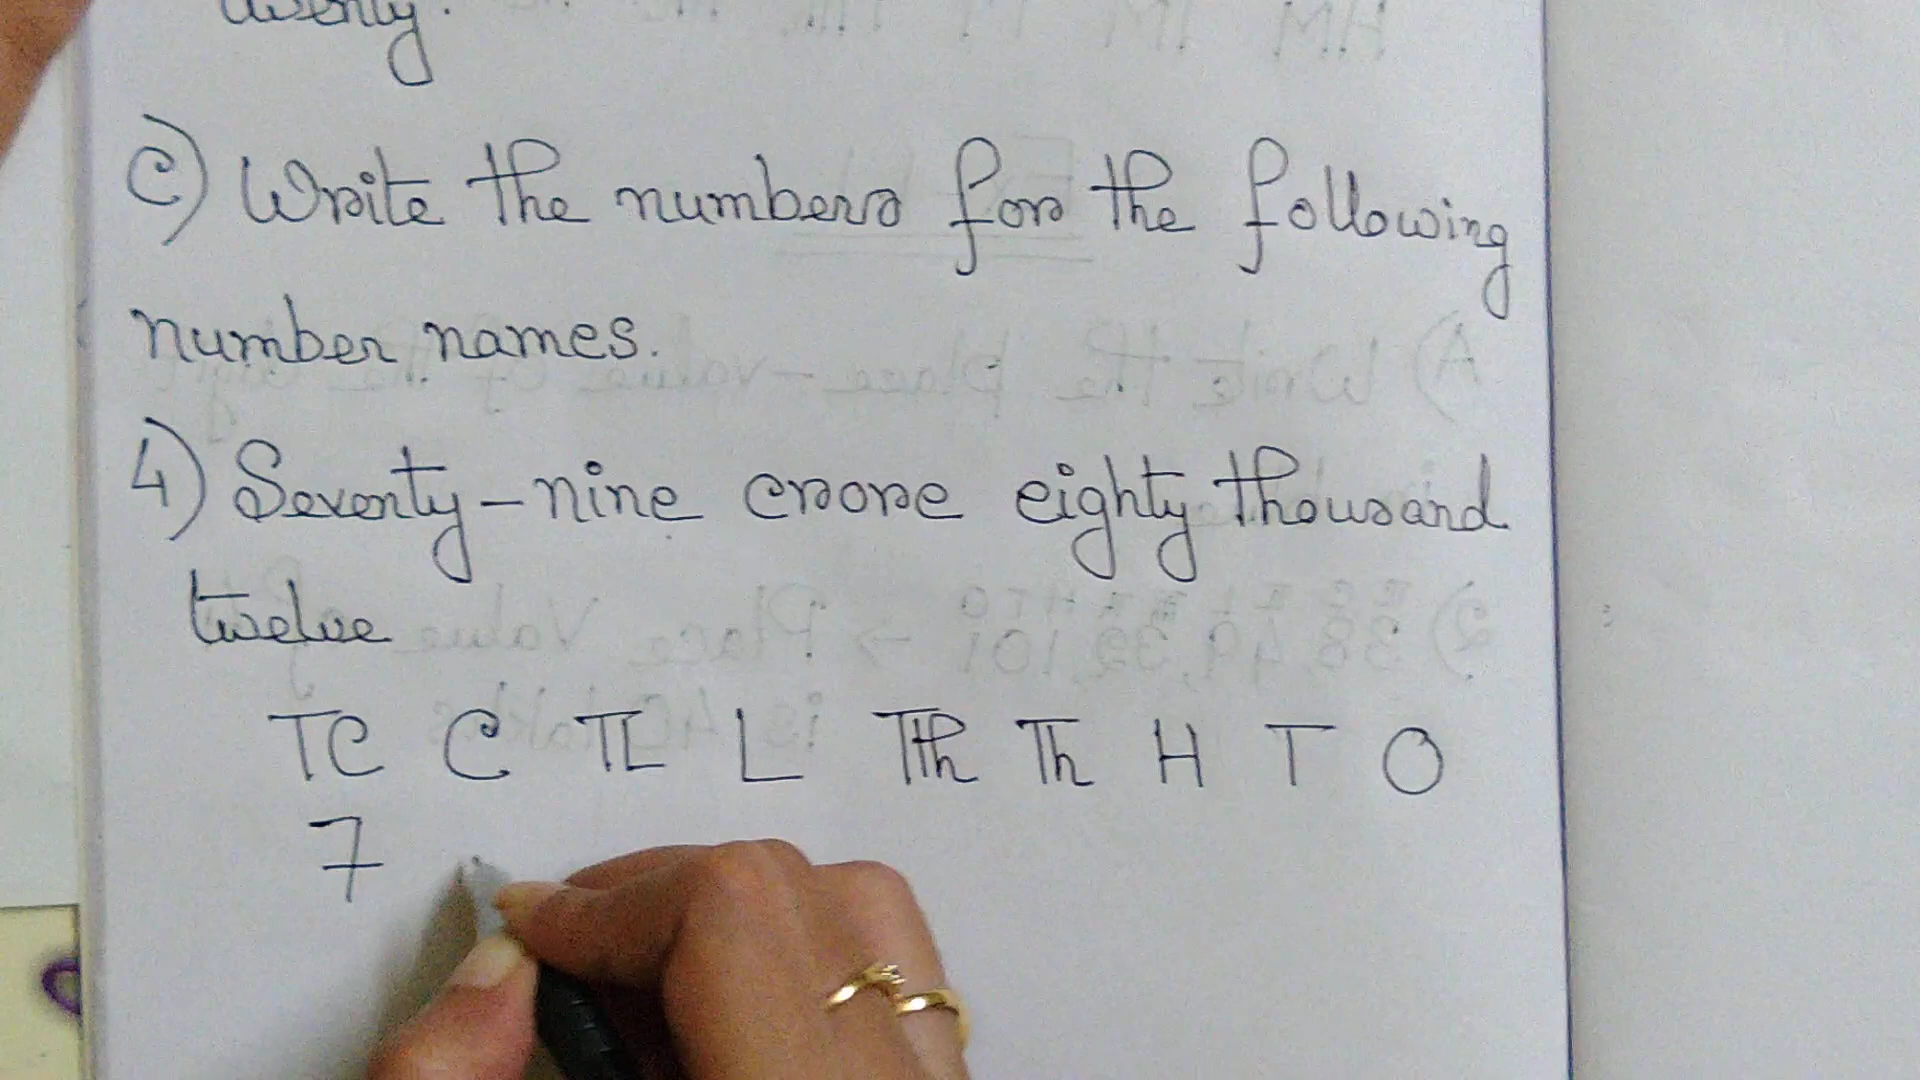 twenty.
C) Write the numbers for the following
number names.
4) Seventy-nine crore eighty thousand
twelve
TC C TL L TTh Th H T O
7